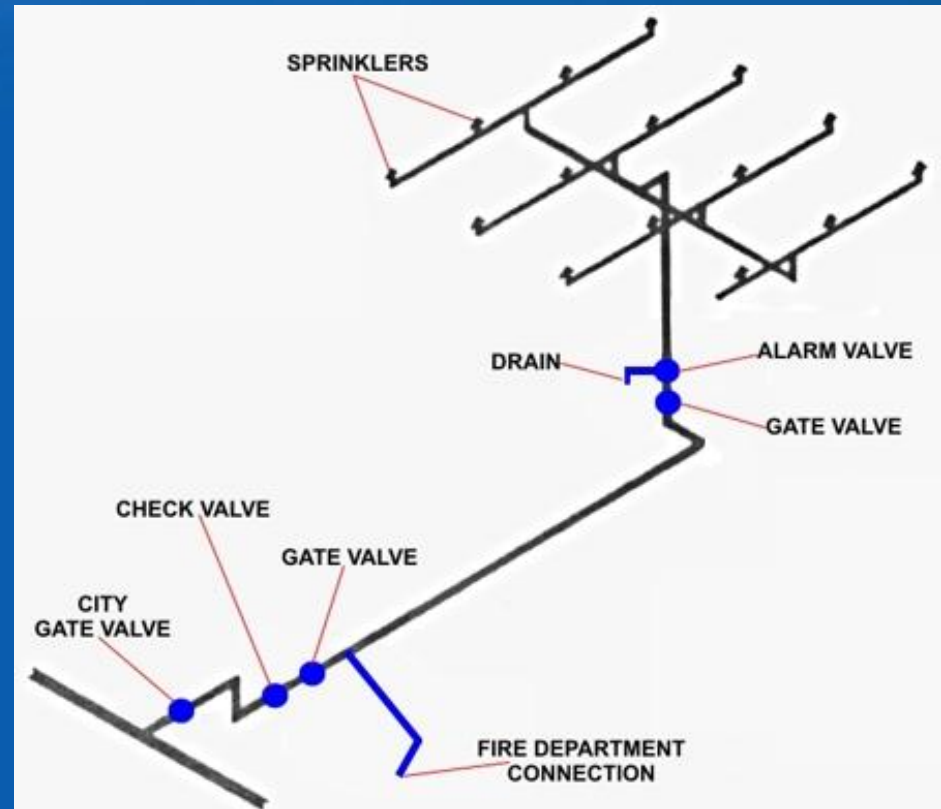 SPRINKLERS
DRAIN
ALARM VALVE
GATE VALVE
CHECK VALVE
GATE VALVE
CITY
GATE VALVE
FIRE DEPARTMENT
CONNECTION